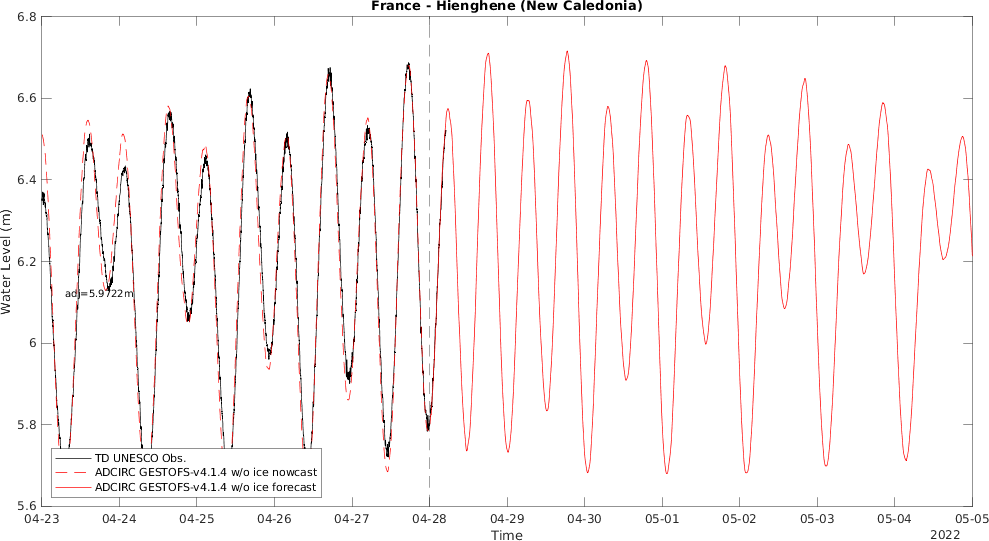 France - Hienghene (New Caledonia)
6.8
6.6
6.4
6.2
6
5.8
5.6
Water Level (m)
adj=5.9722m
TD UNESCO Obs.
ADCIRC GESTOFS-v4.1.4 w/o ice nowcast
ADCIRC GESTOFS-v4.1.4 w/o ice forecast
04-23 04-24 04-25 04-26 04-27 04-28 04-29 04-30 05-01 05-02 05-03 05-04 05-05
Time
2022